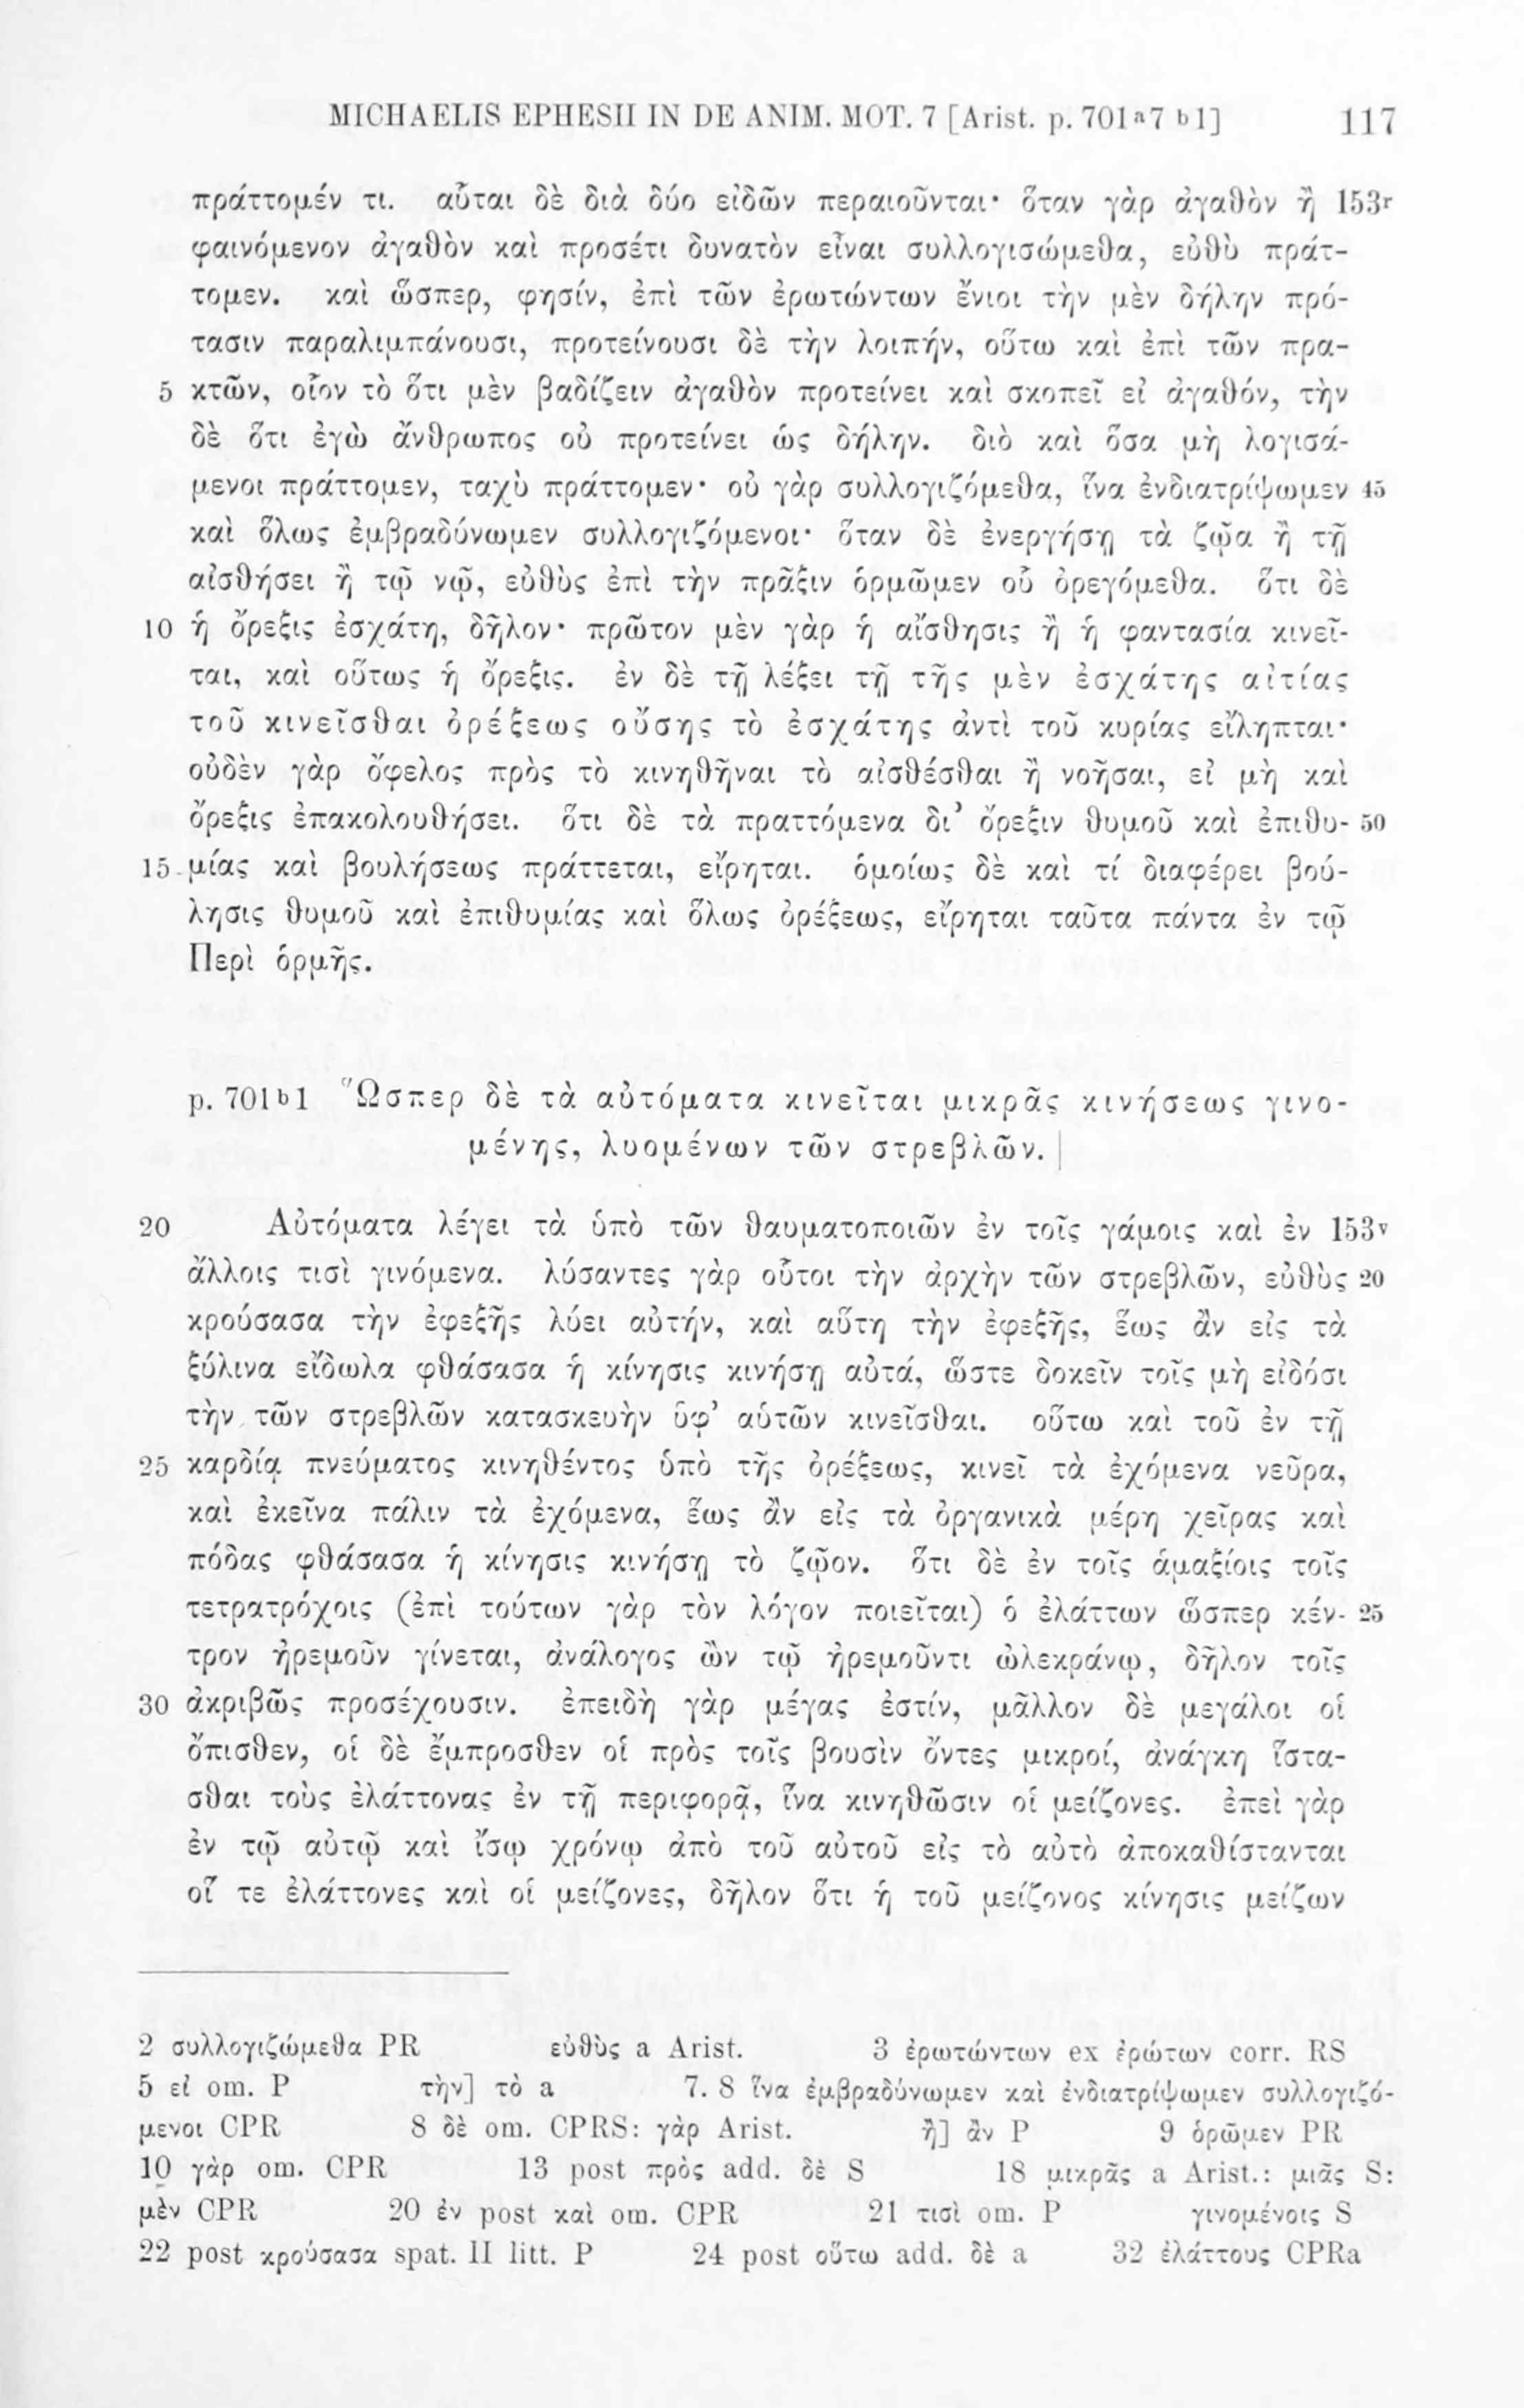 MICHAELIS EPHESII IN DE ANIM. MOT. 7 [Arist. p. 701ᵃ7 ᵇ1] 117
πράττομέν τι. αὗται δὲ διὰ δύο εἰδῶν περαιοῦνται· ὅταν γὰρ ἀγαθὸν ἢ 153ʳ
φαινόμενον ἀγαθὸν καὶ προσέτι δυνατὸν εἶναι συλλογισώμεθα, εὐθὺ πράτ-
τομεν. καὶ ὥσπερ, φησίν, ἐπὶ τῶν ἐρωτώντων ἔνιοι τὴν μὲν δήλην πρό-
τασιν παραλιμπάνουσι, προτείνουσι δὲ τὴν λοιπήν, οὕτω καὶ ἐπὶ τῶν πρα-
5 κτῶν, οἷον τὸ ὅτι μὲν βαδίζειν ἀγαθὸν προτείνει καὶ σκοπεῖ εἰ ἀγαθόν, τὴν
δὲ ὅτι ἐγὼ ἄνθρωπος οὐ προτείνει ὡς δήλην. διὸ καὶ ὅσα μὴ λογισά-
μενοι πράττομεν, ταχὺ πράττομεν· οὐ γὰρ συλλογιζόμεθα, ἵνα ἐνδιατρίψωμεν 45
καὶ ὅλως ἐμβραδύνωμεν συλλογιζόμενοι· ὅταν δὲ ἐνεργήσῃ τὰ ζῷα ἢ τῇ
αἰσθήσει ἢ τῷ νῷ, εὐθὺς ἐπὶ τὴν πρᾶξιν ὁρμῶμεν οὗ ὀρεγόμεθα. ὅτι δὲ
10 ἡ ὄρεξις ἐσχάτη, δῆλον· πρῶτον μὲν γὰρ ἡ αἴσθησις ἢ ἡ φαντασία κινεῖ-
ται, καὶ οὕτως ἡ ὄρεξις. ἐν δὲ τῇ λέξει τῇ τῆς μὲν ἐσχάτης αἰτίας
τοῦ κινεῖσθαι ὀρέξεως οὔσης τὸ ἐσχάτης ἀντὶ τοῦ κυρίας εἴληπται·
οὐδὲν γὰρ ὄφελος πρὸς τὸ κινηθῆναι τὸ αἰσθέσθαι ἢ νοῆσαι, εἰ μὴ καὶ
ὄρεξις ἐπακολουθήσει. ὅτι δὲ τὰ πραττόμενα δι’ ὄρεξιν θυμοῦ καὶ ἐπιθυ- 50
15 μίας καὶ βουλήσεως πράττεται, εἴρηται. ὁμοίως δὲ καὶ τί διαφέρει βού-
λησις θυμοῦ καὶ ἐπιθυμίας καὶ ὅλως ὀρέξεως, εἴρηται ταῦτα πάντα ἐν τῷ
Περὶ ὁρμῆς.
p. 701ᵇ1 Ὥσπερ δὲ τὰ αὐτόματα κινεῖται μικρᾶς κινήσεως γινο-
μένης, λυομένων τῶν στρεβλῶν. |
20 Αὐτόματα λέγει τὰ ὑπὸ τῶν θαυματοποιῶν ἐν τοῖς γάμοις καὶ ἐν 153ᵛ
ἄλλοις τισὶ γινόμενα. λύσαντες γὰρ οὗτοι τὴν ἀρχὴν τῶν στρεβλῶν, εὐθὺς 20
κρούσασα τὴν ἐφεξῆς λύει αὐτήν, καὶ αὕτη τὴν ἐφεξῆς, ἕως ἂν εἰς τὰ
ξύλινα εἴδωλα φθάσασα ἡ κίνησις κινήσῃ αὐτά, ὥστε δοκεῖν τοῖς μὴ εἰδόσι
τὴν τῶν στρεβλῶν κατασκευὴν ὑφ’ αὑτῶν κινεῖσθαι. οὕτω καὶ τοῦ ἐν τῇ
25 καρδίᾳ πνεύματος κινηθέντος ὑπὸ τῆς ὀρέξεως, κινεῖ τὰ ἐχόμενα νεῦρα,
καὶ ἐκεῖνα πάλιν τὰ ἐχόμενα, ἕως ἂν εἰς τὰ ὀργανικὰ μέρη χεῖρας καὶ
πόδας φθάσασα ἡ κίνησις κινήσῃ τὸ ζῷον. ὅτι δὲ ἐν τοῖς ἁμαξίοις τοῖς
τετρατρόχοις (ἐπὶ τούτων γὰρ τὸν λόγον ποιεῖται) ὁ ἐλάττων ὥσπερ κέν- 25
τρον ἠρεμοῦν γίνεται, ἀνάλογος ὢν τῷ ἠρεμοῦντι ὠλεκράνῳ, δῆλον τοῖς
30 ἀκριβῶς προσέχουσιν. ἐπειδὴ γὰρ μέγας ἐστίν, μᾶλλον δὲ μεγάλοι οἱ
ὄπισθεν, οἱ δὲ ἔμπροσθεν οἱ πρὸς τοῖς βουσὶν ὄντες μικροί, ἀνάγκη ἵστα-
σθαι τοὺς ἐλάττονας ἐν τῇ περιφορᾷ, ἵνα κινηθῶσιν οἱ μείζονες. ἐπεὶ γὰρ
ἐν τῷ αὐτῷ καὶ ἴσῳ χρόνῳ ἀπὸ τοῦ αὐτοῦ εἰς τὸ αὐτὸ ἀποκαθίστανται
οἵ τε ἐλάττονες καὶ οἱ μείζονες, δῆλον ὅτι ἡ τοῦ μείζονος κίνησις μείζων
2 συλλογιζώμεθα PR εὐθὺς a Arist. 3 ἐρωτώντων ex ἐρώτων corr. RS
5 εἰ om. P τὴν] τὸ a 7. 8 ἵνα ἐμβραδύνωμεν καὶ ἐνδιατρίψωμεν συλλογιζό-
μενοι CPR 8 δὲ om. CPRS: γὰρ Arist. ἢ] ἂν P 9 ὁρῶμεν PR
10 γὰρ om. CPR 13 post πρὸς add. δὲ S 18 μικρᾶς a Arist.: μιᾶς S:
μὲν CPR 20 ἐν post καὶ om. CPR 21 τισὶ om. P γινομένοις S
22 post κρούσασα spat. II litt. P 24 post οὕτω add. δὲ a 32 ἐλάττους CPRa